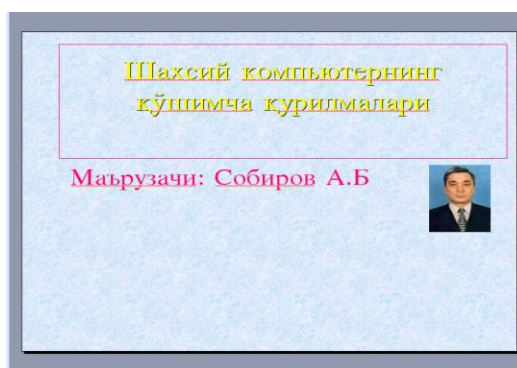 Шахсий компьютернинг
қўшимча қурилмалари
Маърузачи: Собиров А.Б